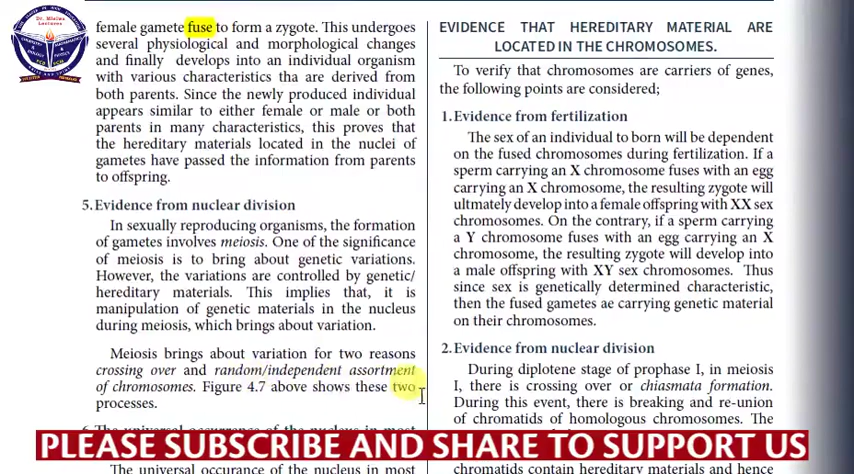 Dr. Mlelwa
Lectures
female gamete fuse to form a zygote. This undergoes
several physiological and morphological changes
and finally develops into an individual organism
with various characteristics tha are derived from
both parents. Since the newly produced individual
appears similar to either female or male or both
parents in many characteristics, this proves that
the hereditary materials located in the nuclei of
gametes have passed the information from parents
to offspring.
5.Evidence from nuclear division
In sexually reproducing organisms, the formation
of gametes involves meiosis. One of the significance
of meiosis is to bring about genetic variations.
However, the variations are controlled by genetic/
hereditary materials. This implies that, it is
manipulation of genetic materials in the nucleus
during meiosis, which brings about variation.
Meiosis brings about variation for two reasons
crossing over and random/independent assortment
of chromosomes. Figure 4.7 above shows these two
processes.
6. The universal occurrence of the nucleus in most
The universal occurance of the nucleus in most
EVIDENCE THAT HEREDITARY MATERIAL ARE
LOCATED IN THE CHROMOSOMES.
To verify that chromosomes are carriers of genes,
the following points are considered;
1.Evidence from fertilization
The sex of an individual to born will be dependent
on the fused chromosomes during fertilization. If a
sperm carrying an X chromosome fuses with an egg
carrying an X chromosome, the resulting zygote will
ultmately develop into a female offspring with XX sex
chromosomes. On the contrary, if a sperm carrying
a Y chromosome fuses with an egg carrying an X
chromosome, the resulting zygote will develop into
a male offspring with XY sex chromosomes. Thus
since sex is genetically determined characteristic,
then the fused gametes ae carrying genetic material
on their chromosomes.
2.Evidence from nuclear division
During diplotene stage of prophase I, in meiosis
I, there is crossing over or chiasmata formation.
During this event, there is breaking and re-union
of chromatids of homologous chromosomes. The
chromatids contain hereditary materials and hence
PLEASE SUBSCRIBE AND SHARE TO SUPPORT US